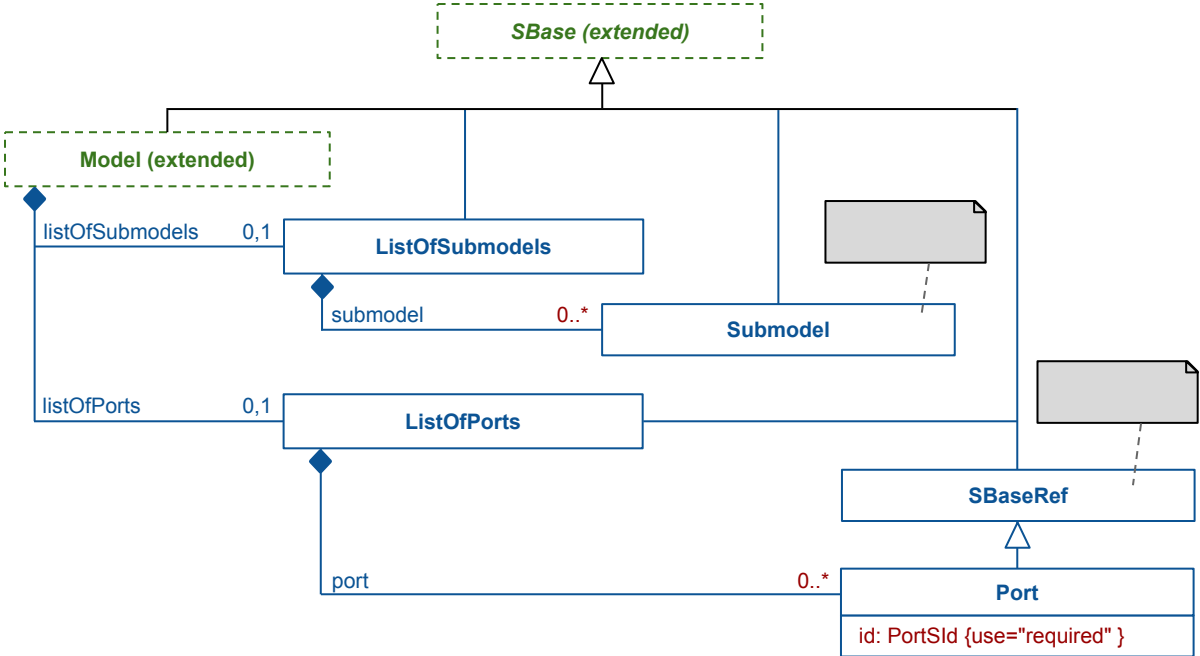 SBase (extended)
Model (extended)
listOfSubmodels 0,1
ListOfSubmodels
submodel 0..*
Submodel
listOfPorts 0,1
ListOfPorts
SBaseRef
port 0..*
Port
id: PortSId {use="required" }